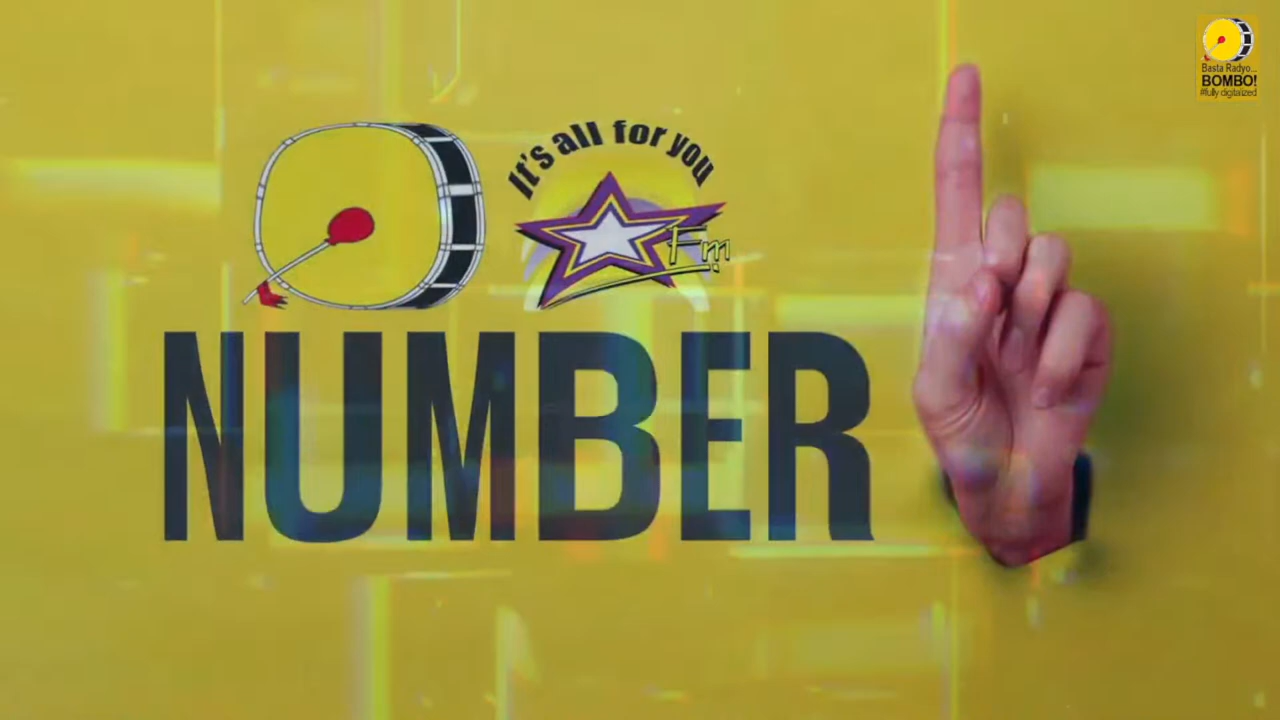 It's all for you
Fm
NUMBER
Basta Radyo...
BOMBO!
#fully digitalized